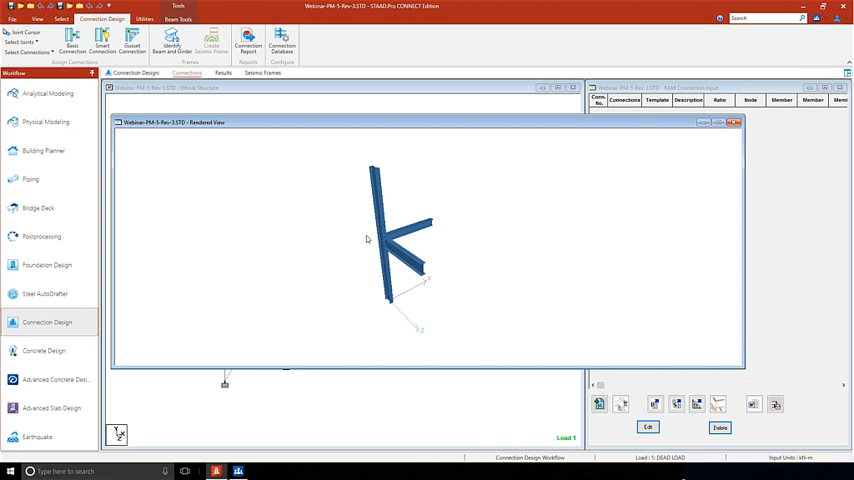 Tools
Webinar-PM-5-Rev-3.STD - STAAD.Pro CONNECT Edition
File View Select Connection Design Utilities Beam Tools
Search
Joint Cursor
Select Joints
Select Connections
Basic Connection
Smart Connection
Gusset Connection
Identify Beam and Girder
Create Seismic Frame
Connection Report
Connection Database
Assign Connections Frames Reports Configure
Workflow
Connection Design Connections Results Seismic Frames
Webinar-PM-5-Rev-3.STD - Whole Structure
Webinar-PM-5-Rev-3.STD - RAM Connection Input
Conn. No. Connections Template Description Ratio Node Member Member Memb
Webinar-PM-5-Rev-3.STD - Rendered View
Analytical Modeling
Physical Modeling
Building Planner
Piping
Bridge Deck
Postprocessing
Foundation Design
Steel AutoDrafter
Connection Design
Concrete Design
Advanced Concrete Desi...
Advanced Slab Design
Earthquake
X
Z
Y
X
Z
Load 1
Edit
Delete
Connection Design Workflow Load : 1: DEAD LOAD Input Units: kN-m
Type here to search